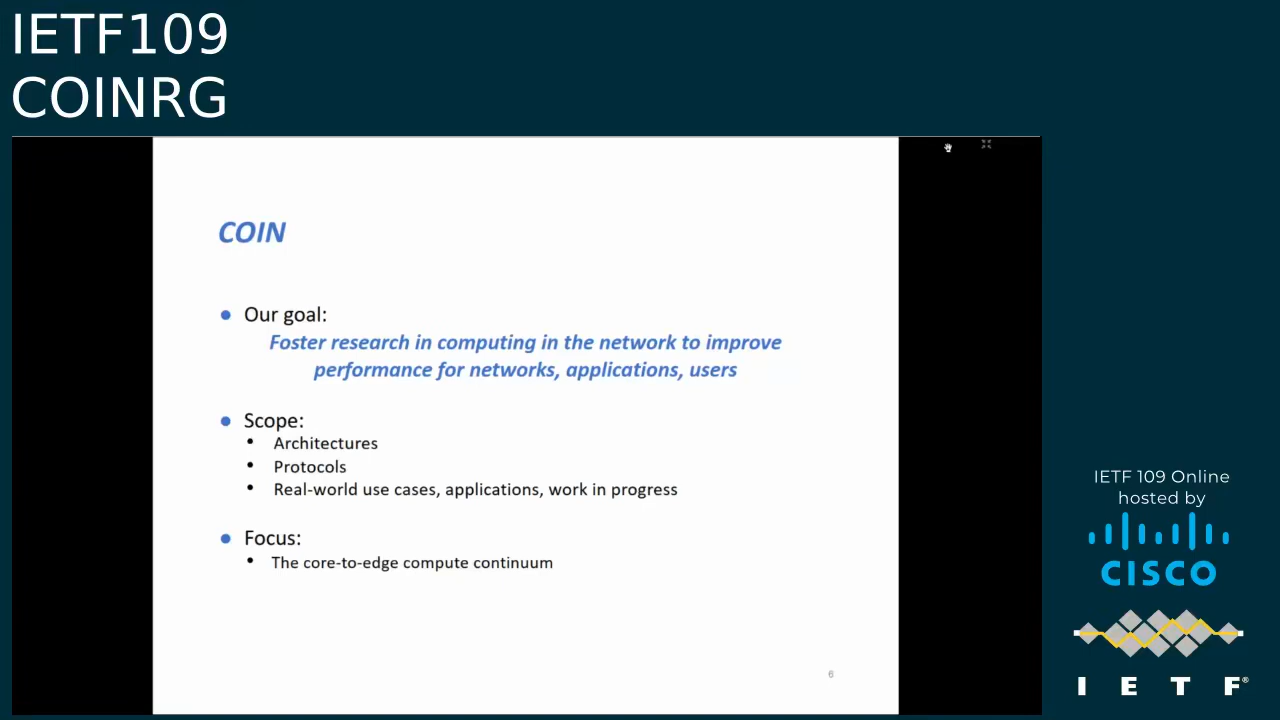 IETF109
COINRG
COIN
● Our goal:
Foster research in computing in the network to improve
performance for networks, applications, users
● Scope:
• Architectures
• Protocols
• Real-world use cases, applications, work in progress
● Focus:
• The core-to-edge compute continuum
6
IETF 109 Online
hosted by
CISCO
I E T F®